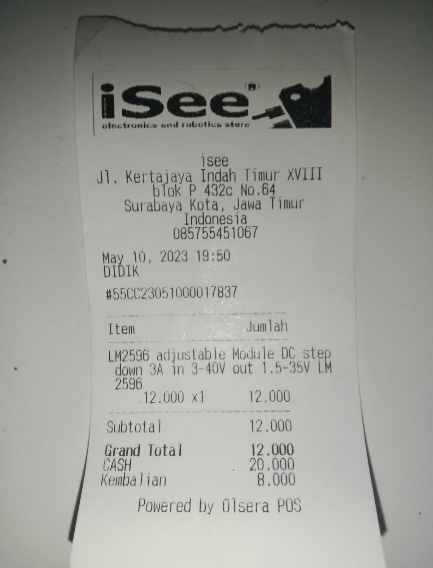 iSee ®
electronics and robotics store
isee
Jl. Kertajaya Indah Timur XVIII
blok P 432c No.64
Surabaya Kota, Jawa Timur
Indonesia
085755451067
May 10, 2023 19:50
DIDIK
#55CC23051000017837
Item Jumlah
LM2596 adjustable Module DC step
down 3A in 3-40V out 1.5-35V LM
2596
12.000 x1 12.000
Subtotal 12.000
Grand Total 12.000
CASH 20.000
Kembalian 8.000
Powered by Olsera POS